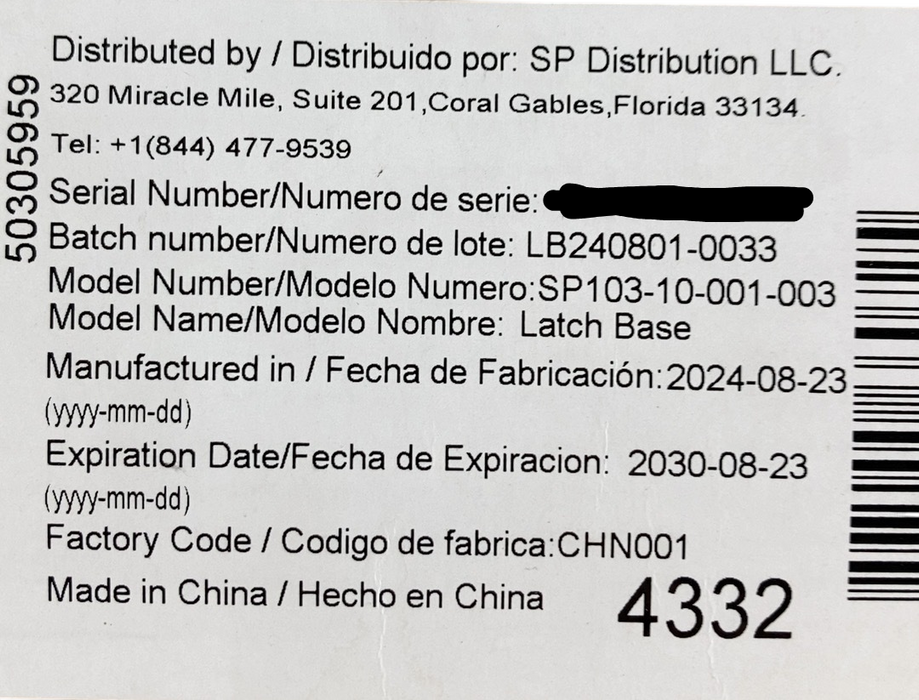 Distributed by / Distribuido por: SP Distribution LLC.
320 Miracle Mile, Suite 201,Coral Gables,Florida 33134.
Tel: +1(844) 477-9539
Serial Number/Numero de serie:
Batch number/Numero de lote: LB240801-0033
Model Number/Modelo Numero:SP103-10-001-003
Model Name/Modelo Nombre: Latch Base
Manufactured in / Fecha de Fabricación:2024-08-23
(yyyy-mm-dd)
Expiration Date/Fecha de Expiracion: 2030-08-23
(yyyy-mm-dd)
Factory Code / Codigo de fabrica:CHN001
Made in China / Hecho en China
4332
50305959